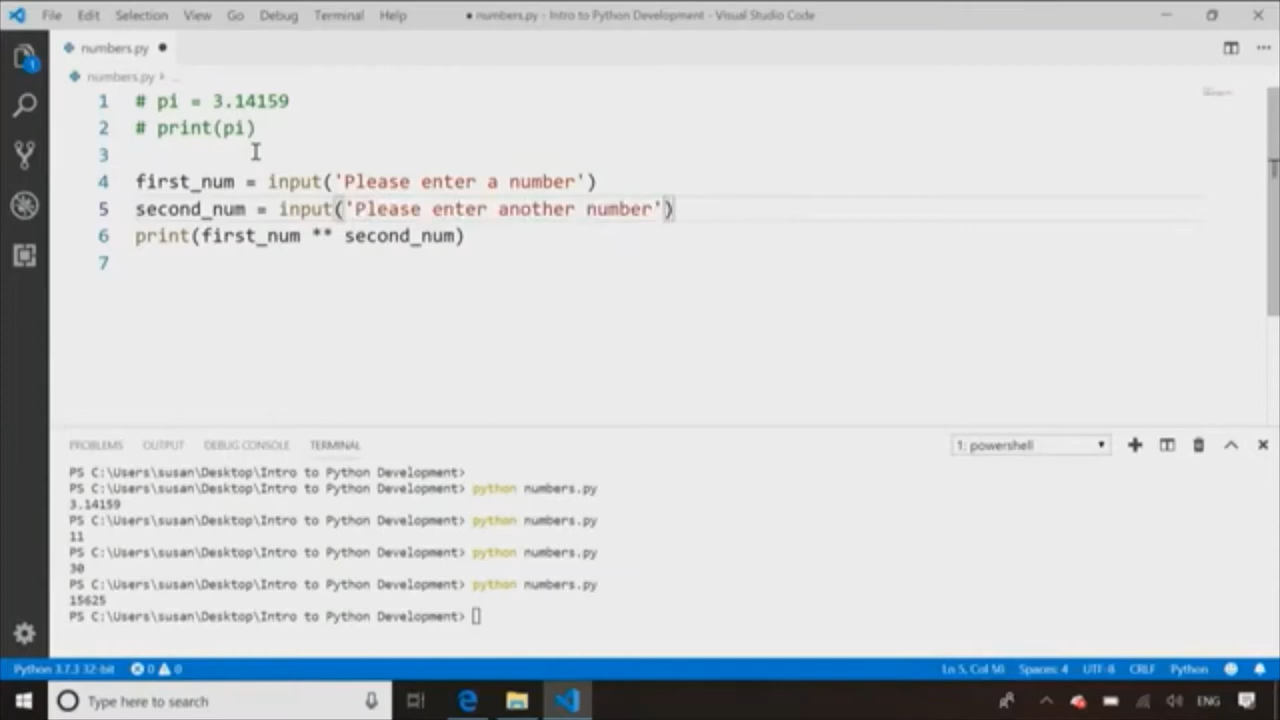 File Edit Selection View Go Debug Terminal Help ● numbers.py - Intro to Python Development - Visual Studio Code
numbers.py ●
numbers.py › ...
1 # pi = 3.14159
2 # print(pi)
3
4 first_num = input('Please enter a number')
5 second_num = input('Please enter another number')
6 print(first_num ** second_num)
7
PROBLEMS OUTPUT DEBUG CONSOLE TERMINAL 1: powershell
PS C:\Users\susan\Desktop\Intro to Python Development>
PS C:\Users\susan\Desktop\Intro to Python Development> python numbers.py
3.14159
PS C:\Users\susan\Desktop\Intro to Python Development> python numbers.py
11
PS C:\Users\susan\Desktop\Intro to Python Development> python numbers.py
30
PS C:\Users\susan\Desktop\Intro to Python Development> python numbers.py
15625
PS C:\Users\susan\Desktop\Intro to Python Development>
Python 3.7.3 32-bit 0 0 Ln 5, Col 50 Spaces: 4 UTF-8 CRLF Python
Type here to search ENG